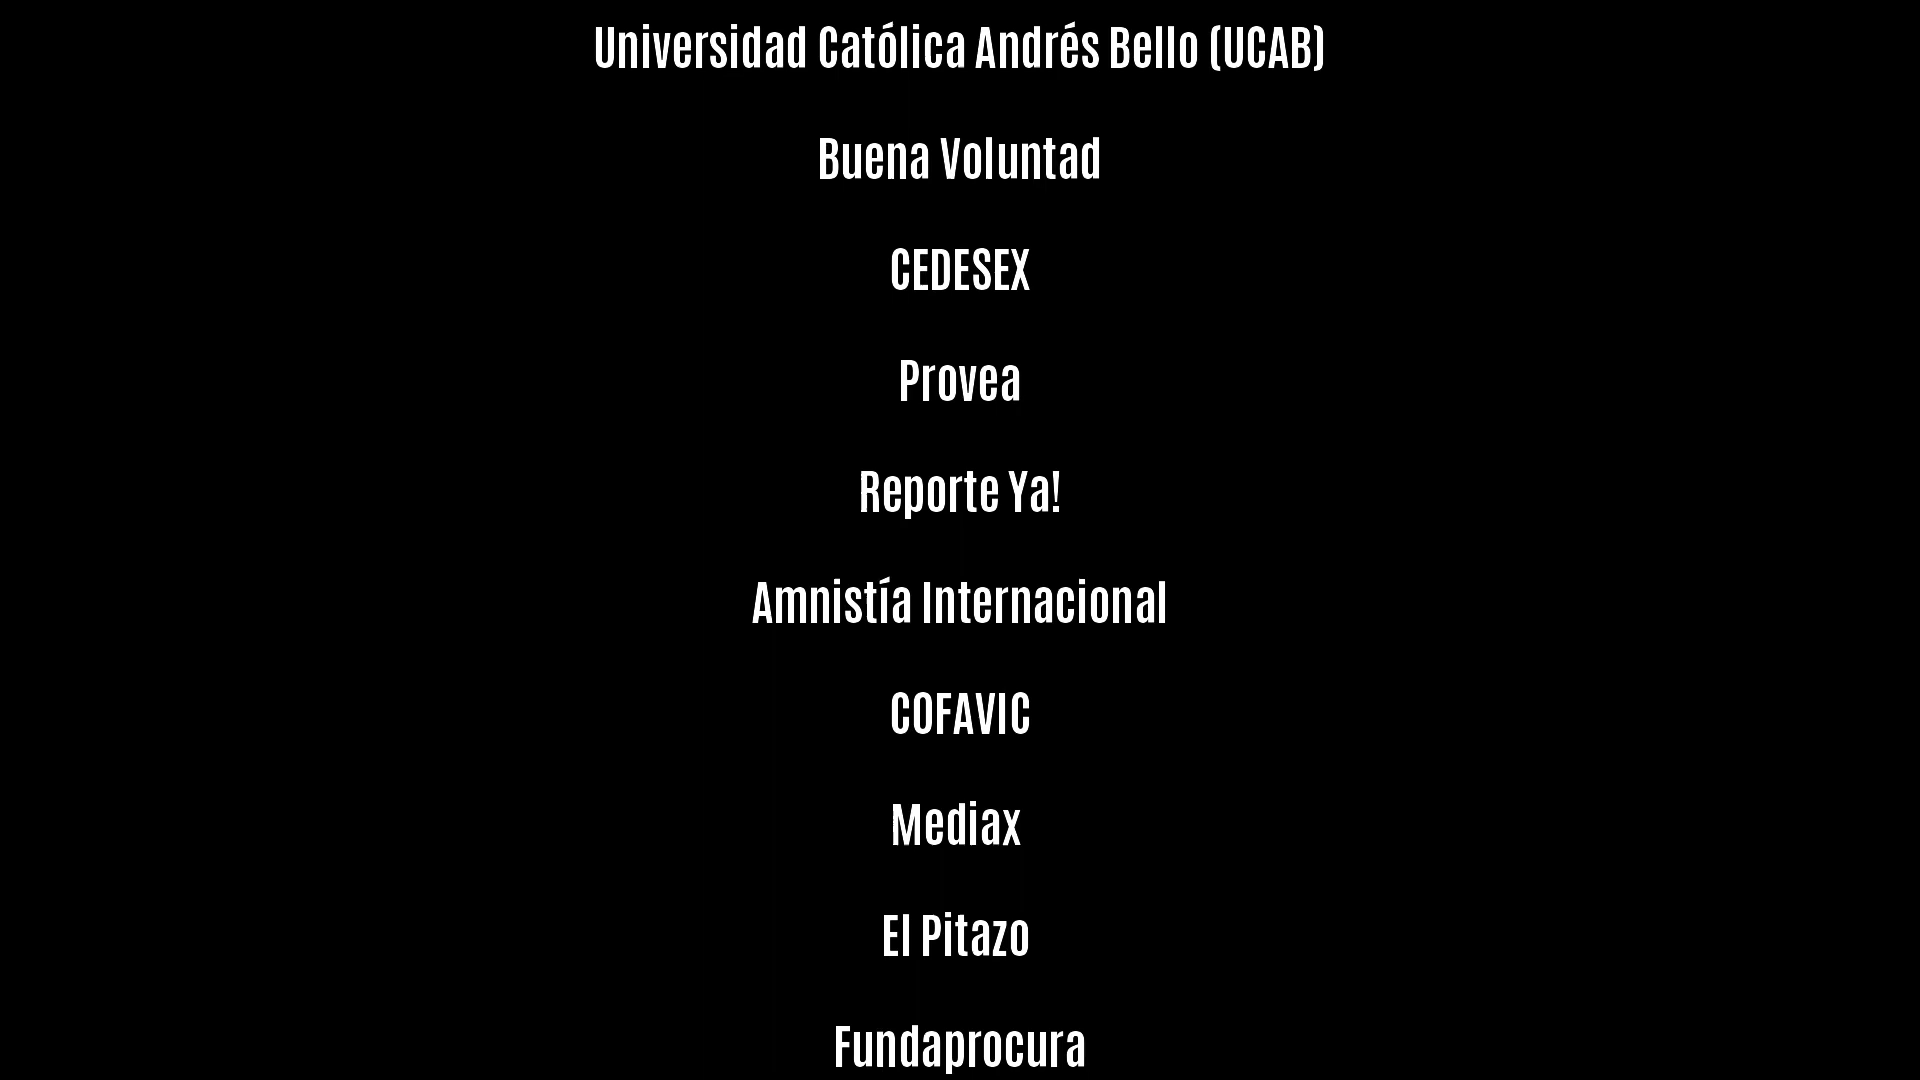 Universidad Católica Andrés Bello (UCAB)
Buena Voluntad
CEDESEX
Provea
Reporte Ya!
Amnistía Internacional
COFAVIC
Mediax
El Pitazo
Fundaprocura